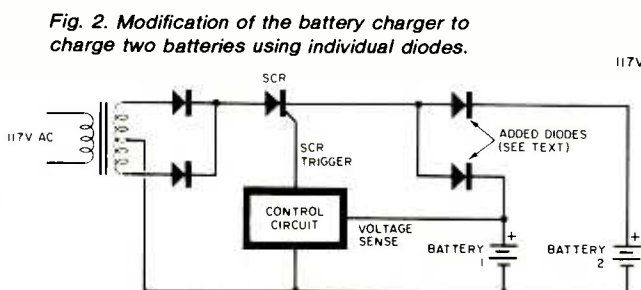 Fig. 2. Modification of the battery charger to
charge two batteries using individual diodes.
117V
SCR
117V AC
SCR
TRIGGER
ADDED DIODES
(SEE TEXT)
CONTROL
CIRCUIT
VOLTAGE
SENSE
BATTERY
1
+
BATTERY
2
+